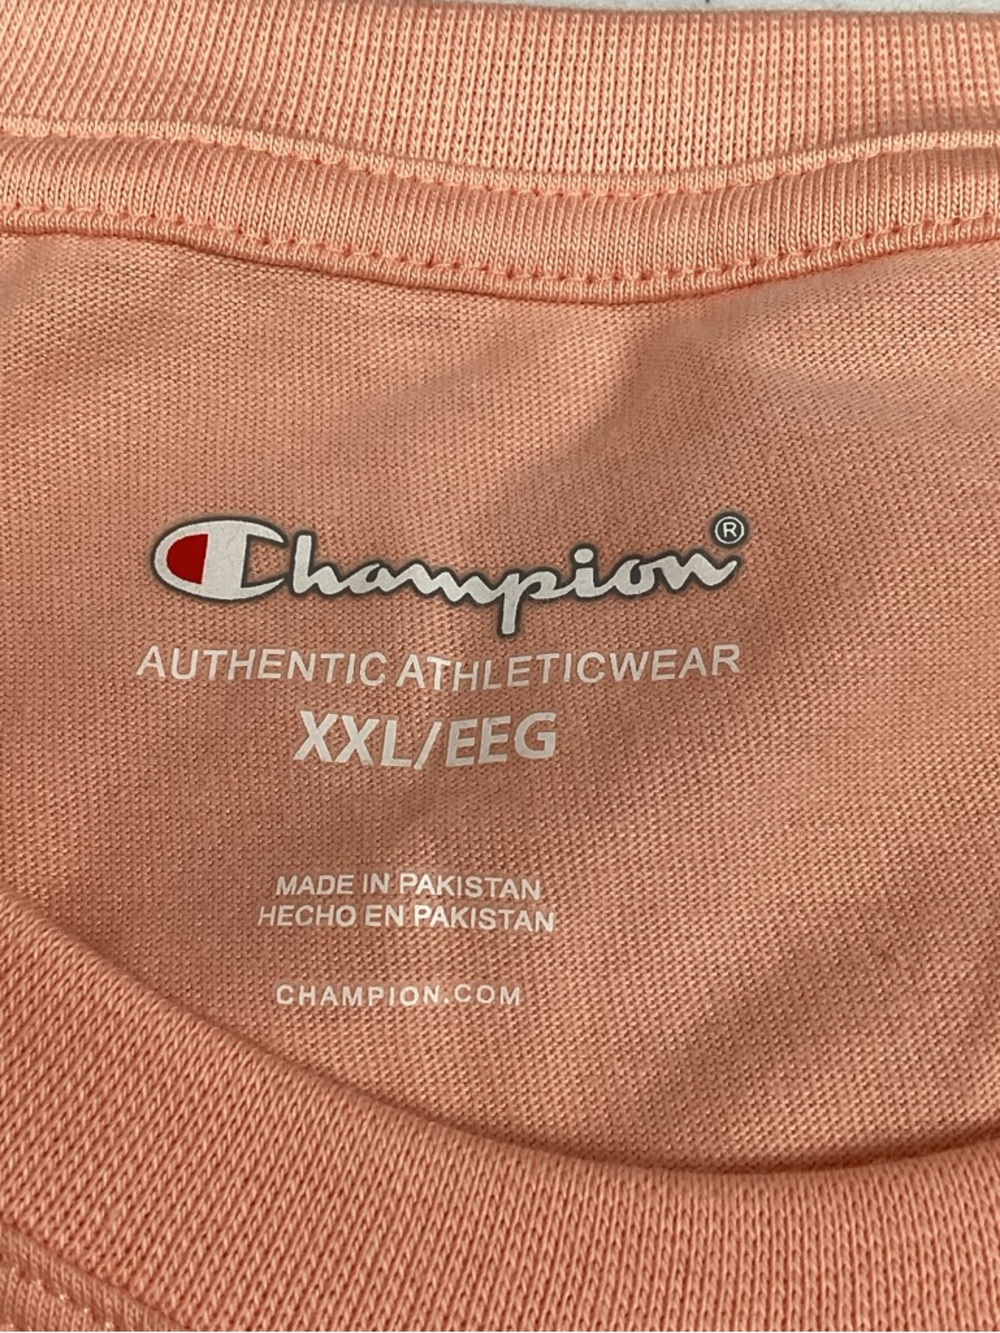 Champion®
AUTHENTIC ATHLETICWEAR
XXL/EEG
MADE IN PAKISTAN
HECHO EN PAKISTAN
CHAMPION.COM